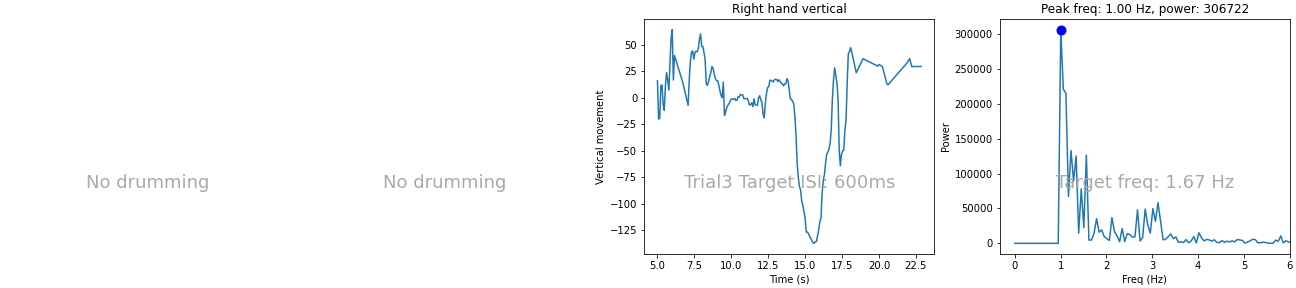 No drumming
No drumming
Right hand vertical
Vertical movement
50
25
0
−25
−50
−75
−100
−125
Trial3 Target ISI: 600ms
5.0 7.5 10.0 12.5 15.0 17.5 20.0 22.5
Time (s)
Peak freq: 1.00 Hz, power: 306722
Power
300000
250000
200000
150000
100000
50000
0
Target freq: 1.67 Hz
0 1 2 3 4 5 6
Freq (Hz)